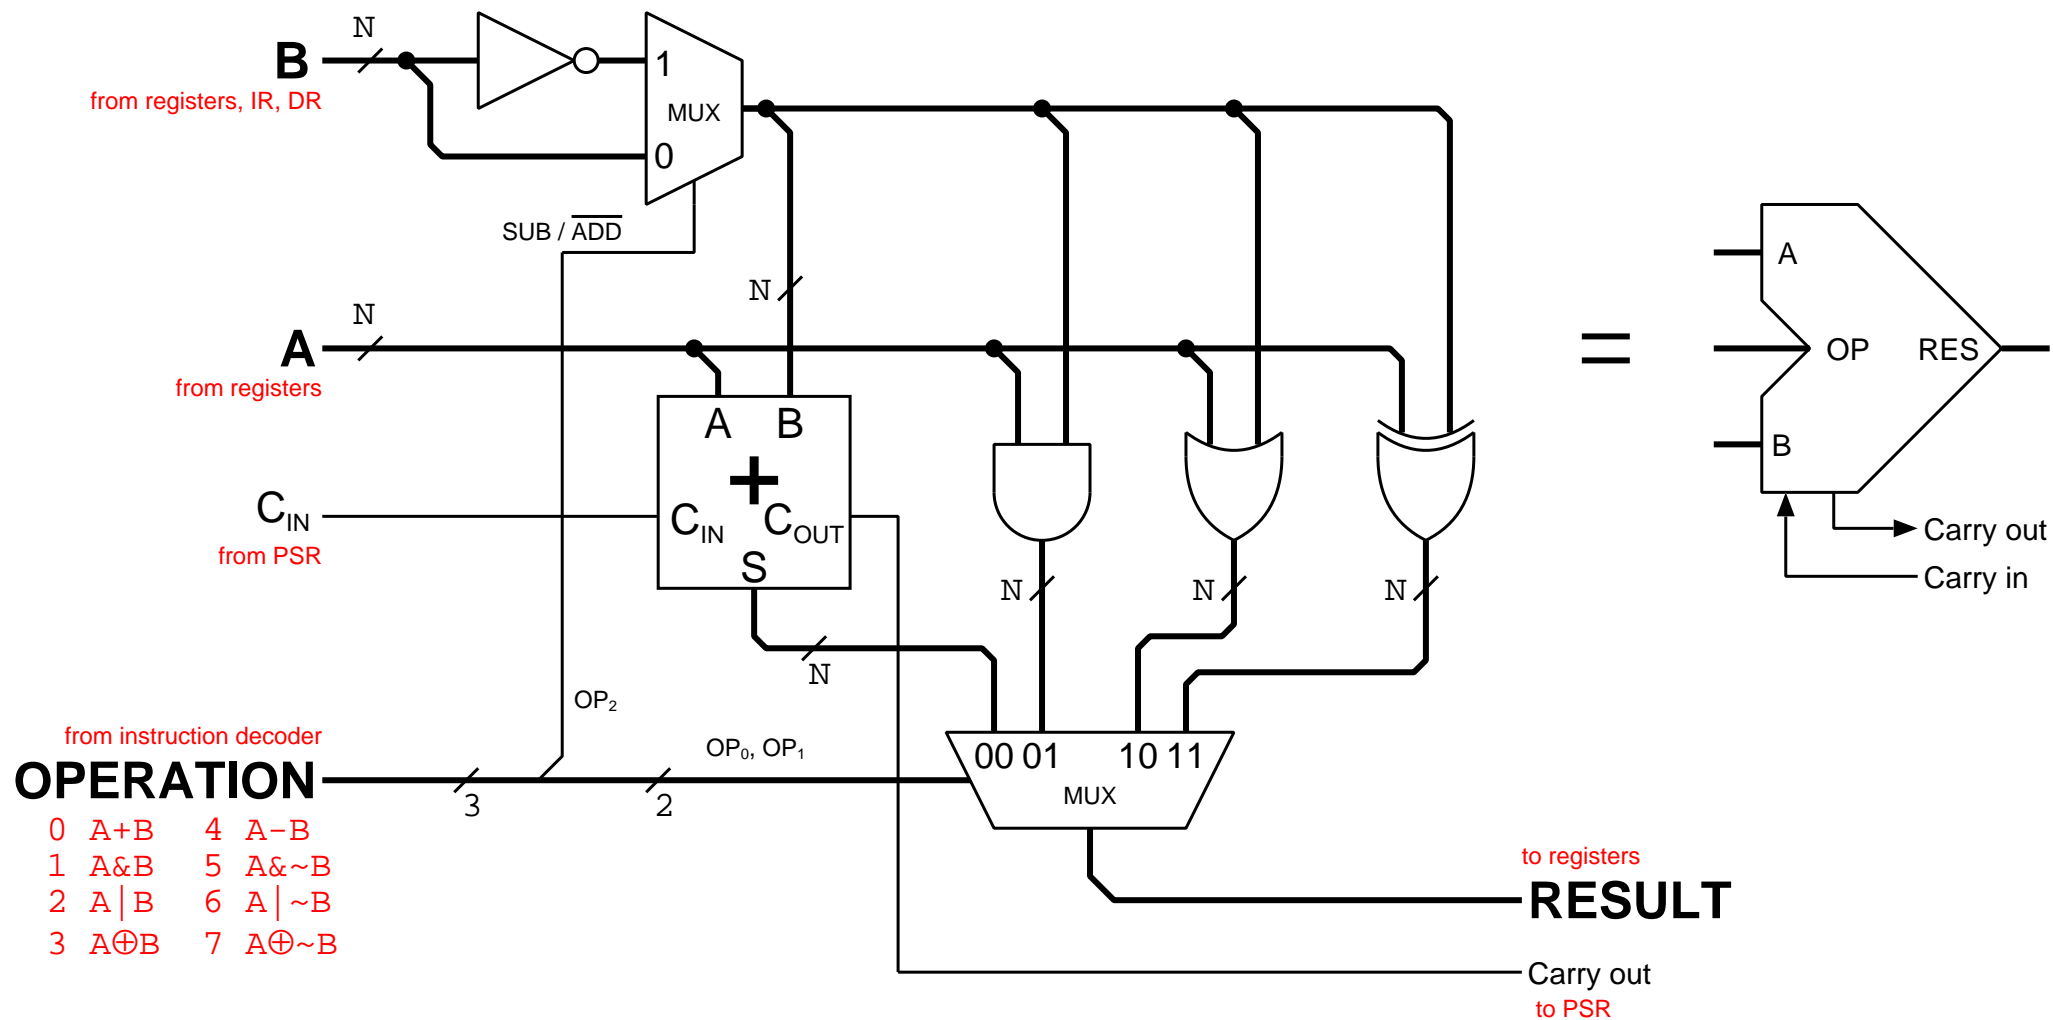 N
B
from registers, IR, DR
1
MUX
0
SUB / ADD
N
N
A
from registers
A B
+
C_IN
from PSR
C_IN C_OUT
S
N N N
N
=
A
OP RES
B
Carry out
Carry in
OP₂
from instruction decoder
OP₀, OP₁
OPERATION
3 2
00 01 10 11
MUX
0 A+B 4 A−B
1 A&B 5 A&~B
2 A|B 6 A|~B
3 A⊕B 7 A⊕~B
to registers
RESULT
Carry out
to PSR